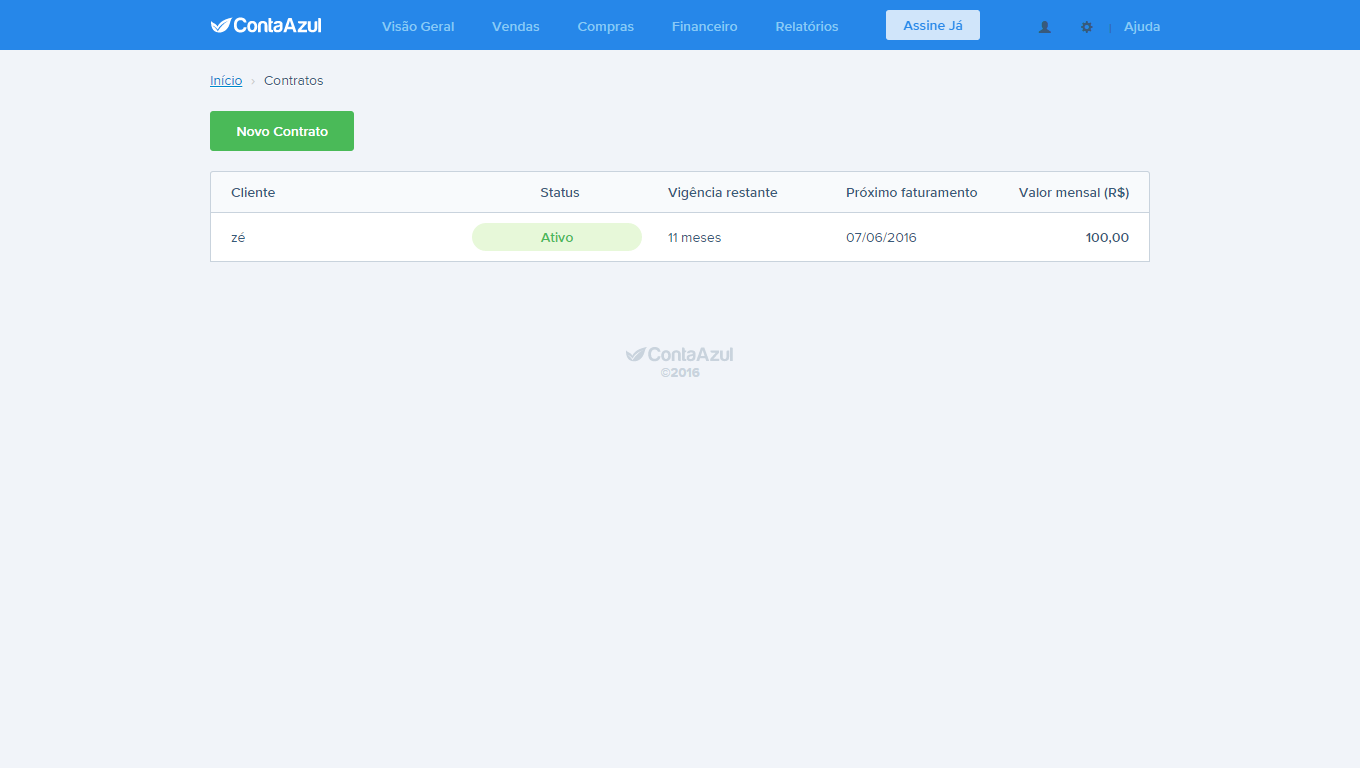 ContaAzul Visão Geral Vendas Compras Financeiro Relatórios Assine Já | Ajuda
Início › Contratos
Novo Contrato
Cliente Status Vigência restante Próximo faturamento Valor mensal (R$)
zé Ativo 11 meses 07/06/2016 100,00
ContaAzul
©2016